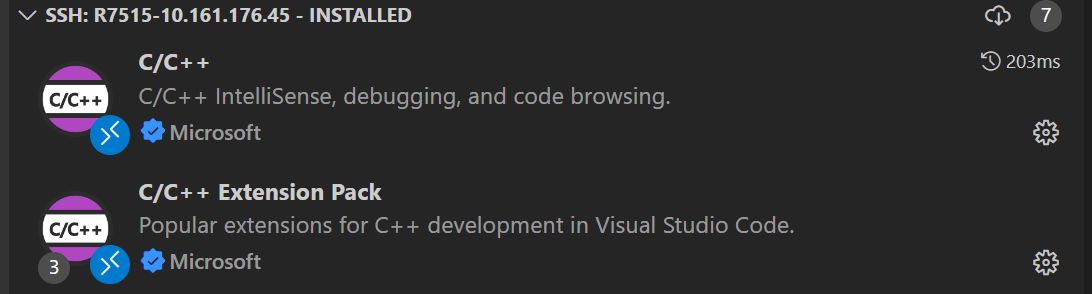 SSH: R7515-10.161.176.45 - INSTALLED
7
C/C++
203ms
C/C++
C/C++ IntelliSense, debugging, and code browsing.
Microsoft
C/C++ Extension Pack
C/C++
Popular extensions for C++ development in Visual Studio Code.
3
Microsoft